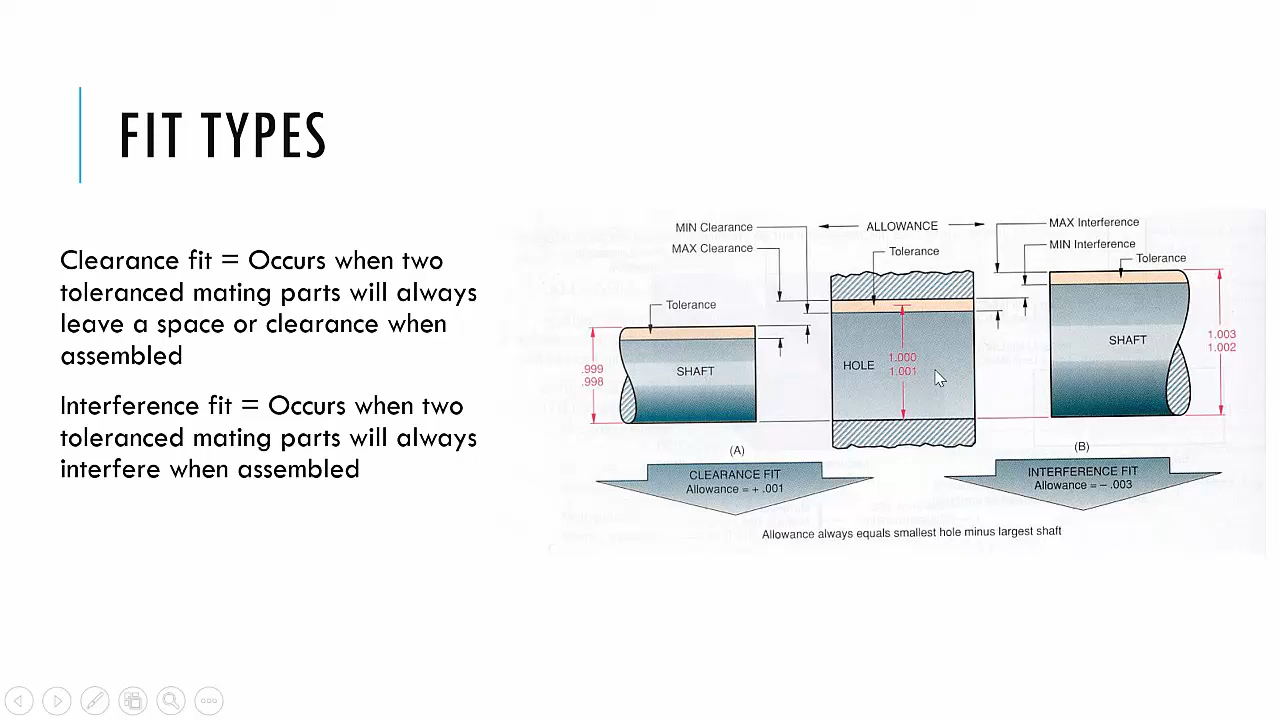 FIT TYPES
Clearance fit = Occurs when two
toleranced mating parts will always
leave a space or clearance when
assembled
Interference fit = Occurs when two
toleranced mating parts will always
interfere when assembled
MIN Clearance
MAX Clearance
ALLOWANCE
Tolerance
MAX Interference
MIN Interference
Tolerance
Tolerance
.999
.998
SHAFT
HOLE
1.000
1.001
SHAFT
1.003
1.002
(A)
(B)
CLEARANCE FIT
Allowance = + .001
INTERFERENCE FIT
Allowance = – .003
Allowance always equals smallest hole minus largest shaft